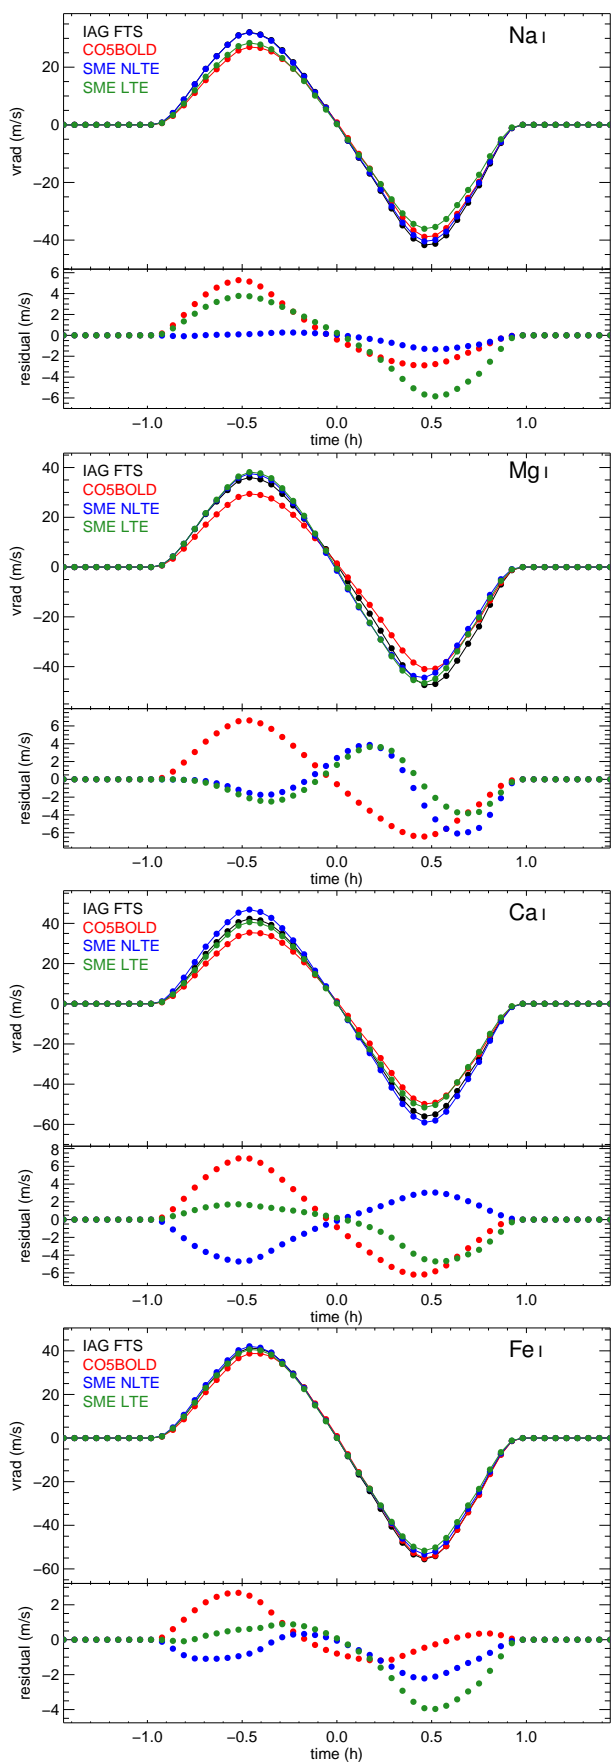 IAG FTS
CO5BOLD
SME NLTE
SME LTE
Na I
vrad (m/s)
20
0
−20
−40
residual (m/s)
6
4
2
0
−2
−4
−6
−1.0 −0.5 0.0 0.5 1.0
time (h)
IAG FTS
CO5BOLD
SME NLTE
SME LTE
Mg I
vrad (m/s)
40
20
0
−20
−40
residual (m/s)
6
4
2
0
−2
−4
−6
−1.0 −0.5 0.0 0.5 1.0
time (h)
IAG FTS
CO5BOLD
SME NLTE
SME LTE
Ca I
vrad (m/s)
60
40
20
0
−20
−40
−60
residual (m/s)
8
6
4
2
0
−2
−4
−6
−1.0 −0.5 0.0 0.5 1.0
time (h)
IAG FTS
CO5BOLD
SME NLTE
SME LTE
Fe I
vrad (m/s)
40
20
0
−20
−40
−60
residual (m/s)
2
0
−2
−4
−1.0 −0.5 0.0 0.5 1.0
time (h)